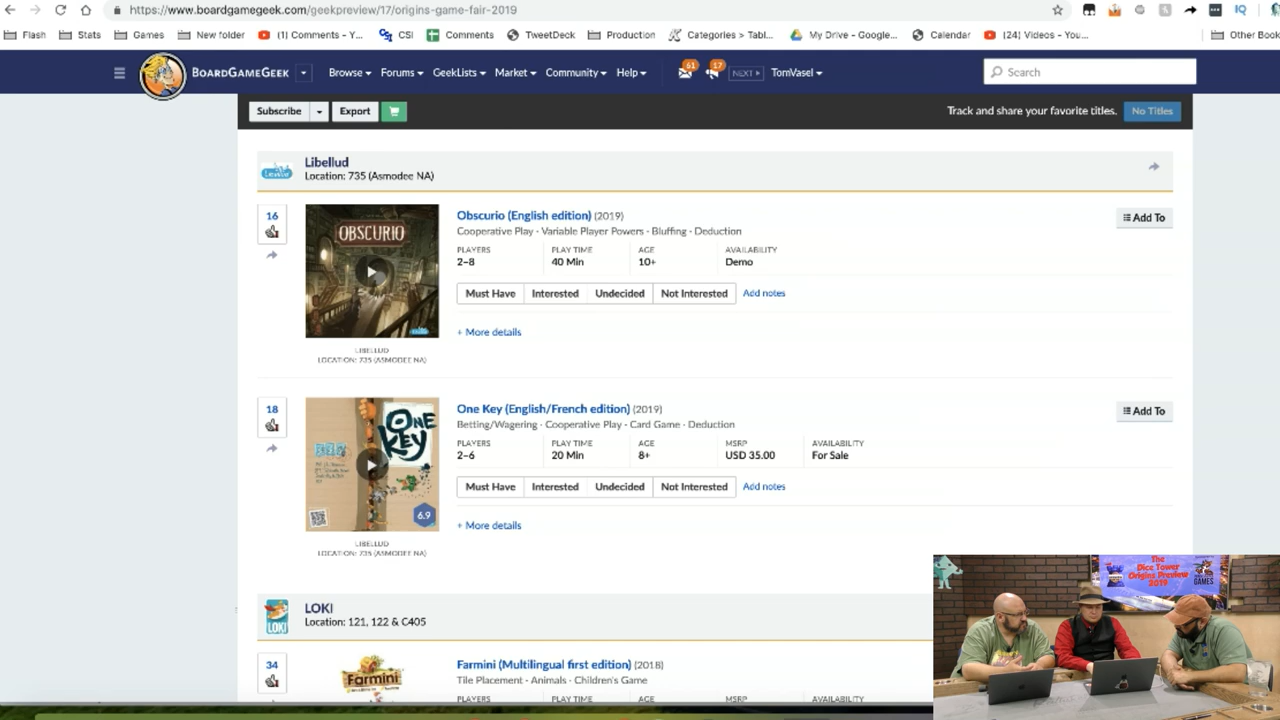 https://www.boardgamegeek.com/geekpreview/17/origins-game-fair-2019
Flash Stats Games New folder (1) Comments - Y... CSI Comments TweetDeck Production Categories > Tabl... My Drive - Google... Calendar (24) Videos - You... Other Book
BOARDGAMEGEEK Browse Forums GeekLists Market Community Help 61 17 NEXT TomVasel Search
Subscribe Export Track and share your favorite titles. No Titles
Libellud
Location: 735 (Asmodee NA)
16
OBSCURIO
Obscurio (English edition) (2019)
Add To
Cooperative Play · Variable Player Powers · Bluffing · Deduction
PLAYERS PLAY TIME AGE AVAILABILITY
2–8 40 Min 10+ Demo
Must Have Interested Undecided Not Interested Add notes
+ More details
LIBELLUD
LOCATION: 735 (ASMODEE NA)
18
ONE KEY
6.9
One Key (English/French edition) (2019)
Add To
Betting/Wagering · Cooperative Play · Card Game · Deduction
PLAYERS PLAY TIME AGE MSRP AVAILABILITY
2–6 20 Min 8+ USD 35.00 For Sale
Must Have Interested Undecided Not Interested Add notes
+ More details
LIBELLUD
LOCATION: 735 (ASMODEE NA)
The
Dice Tower
Origins Preview
2019
GAMES
LOKI
LOKI
Location: 121, 122 & C405
34
Farmini
Farmini (Multilingual first edition) (2018)
Tile Placement · Animals · Children's Game
PLAYERS PLAY TIME AGE MSRP AVAILABILITY